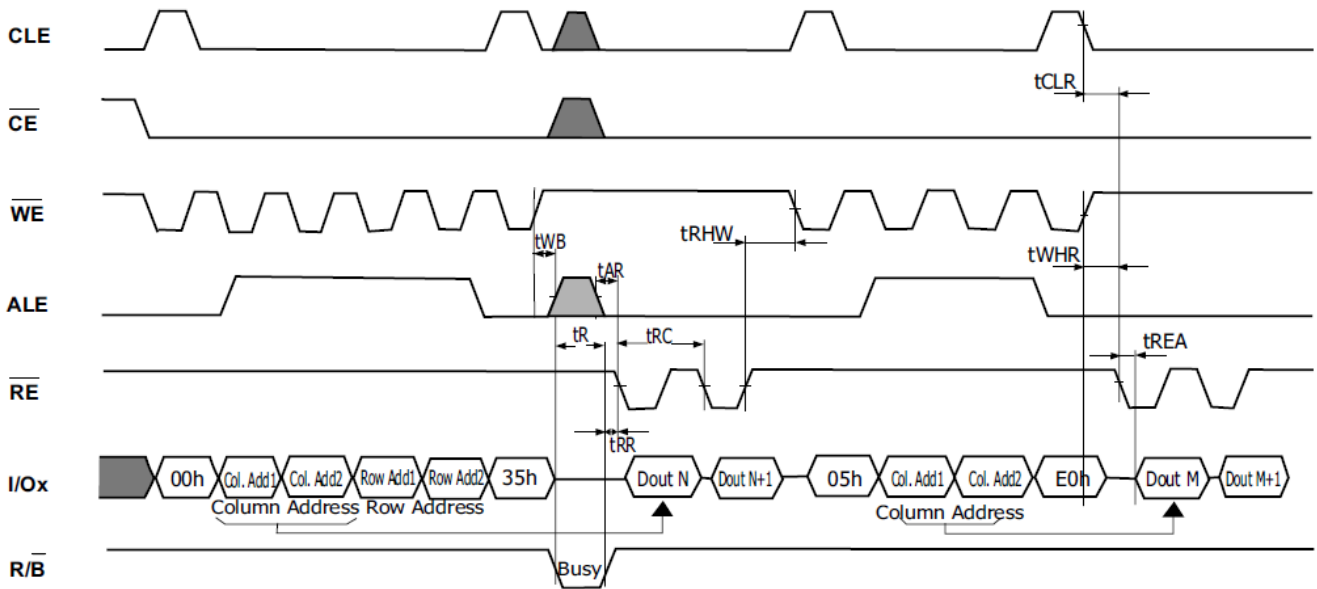 CLE
tCLR
CE
WE
tWB
tRHW
tWHR
tAR
ALE
tR
tRC
tREA
RE
tRR
I/Ox
00h Col. Add1 Col. Add2 Row Add1 Row Add2 35h Dout N Dout N+1 05h Col. Add1 Col. Add2 E0h Dout M Dout M+1
Column Address Row Address Column Address
R/B
Busy